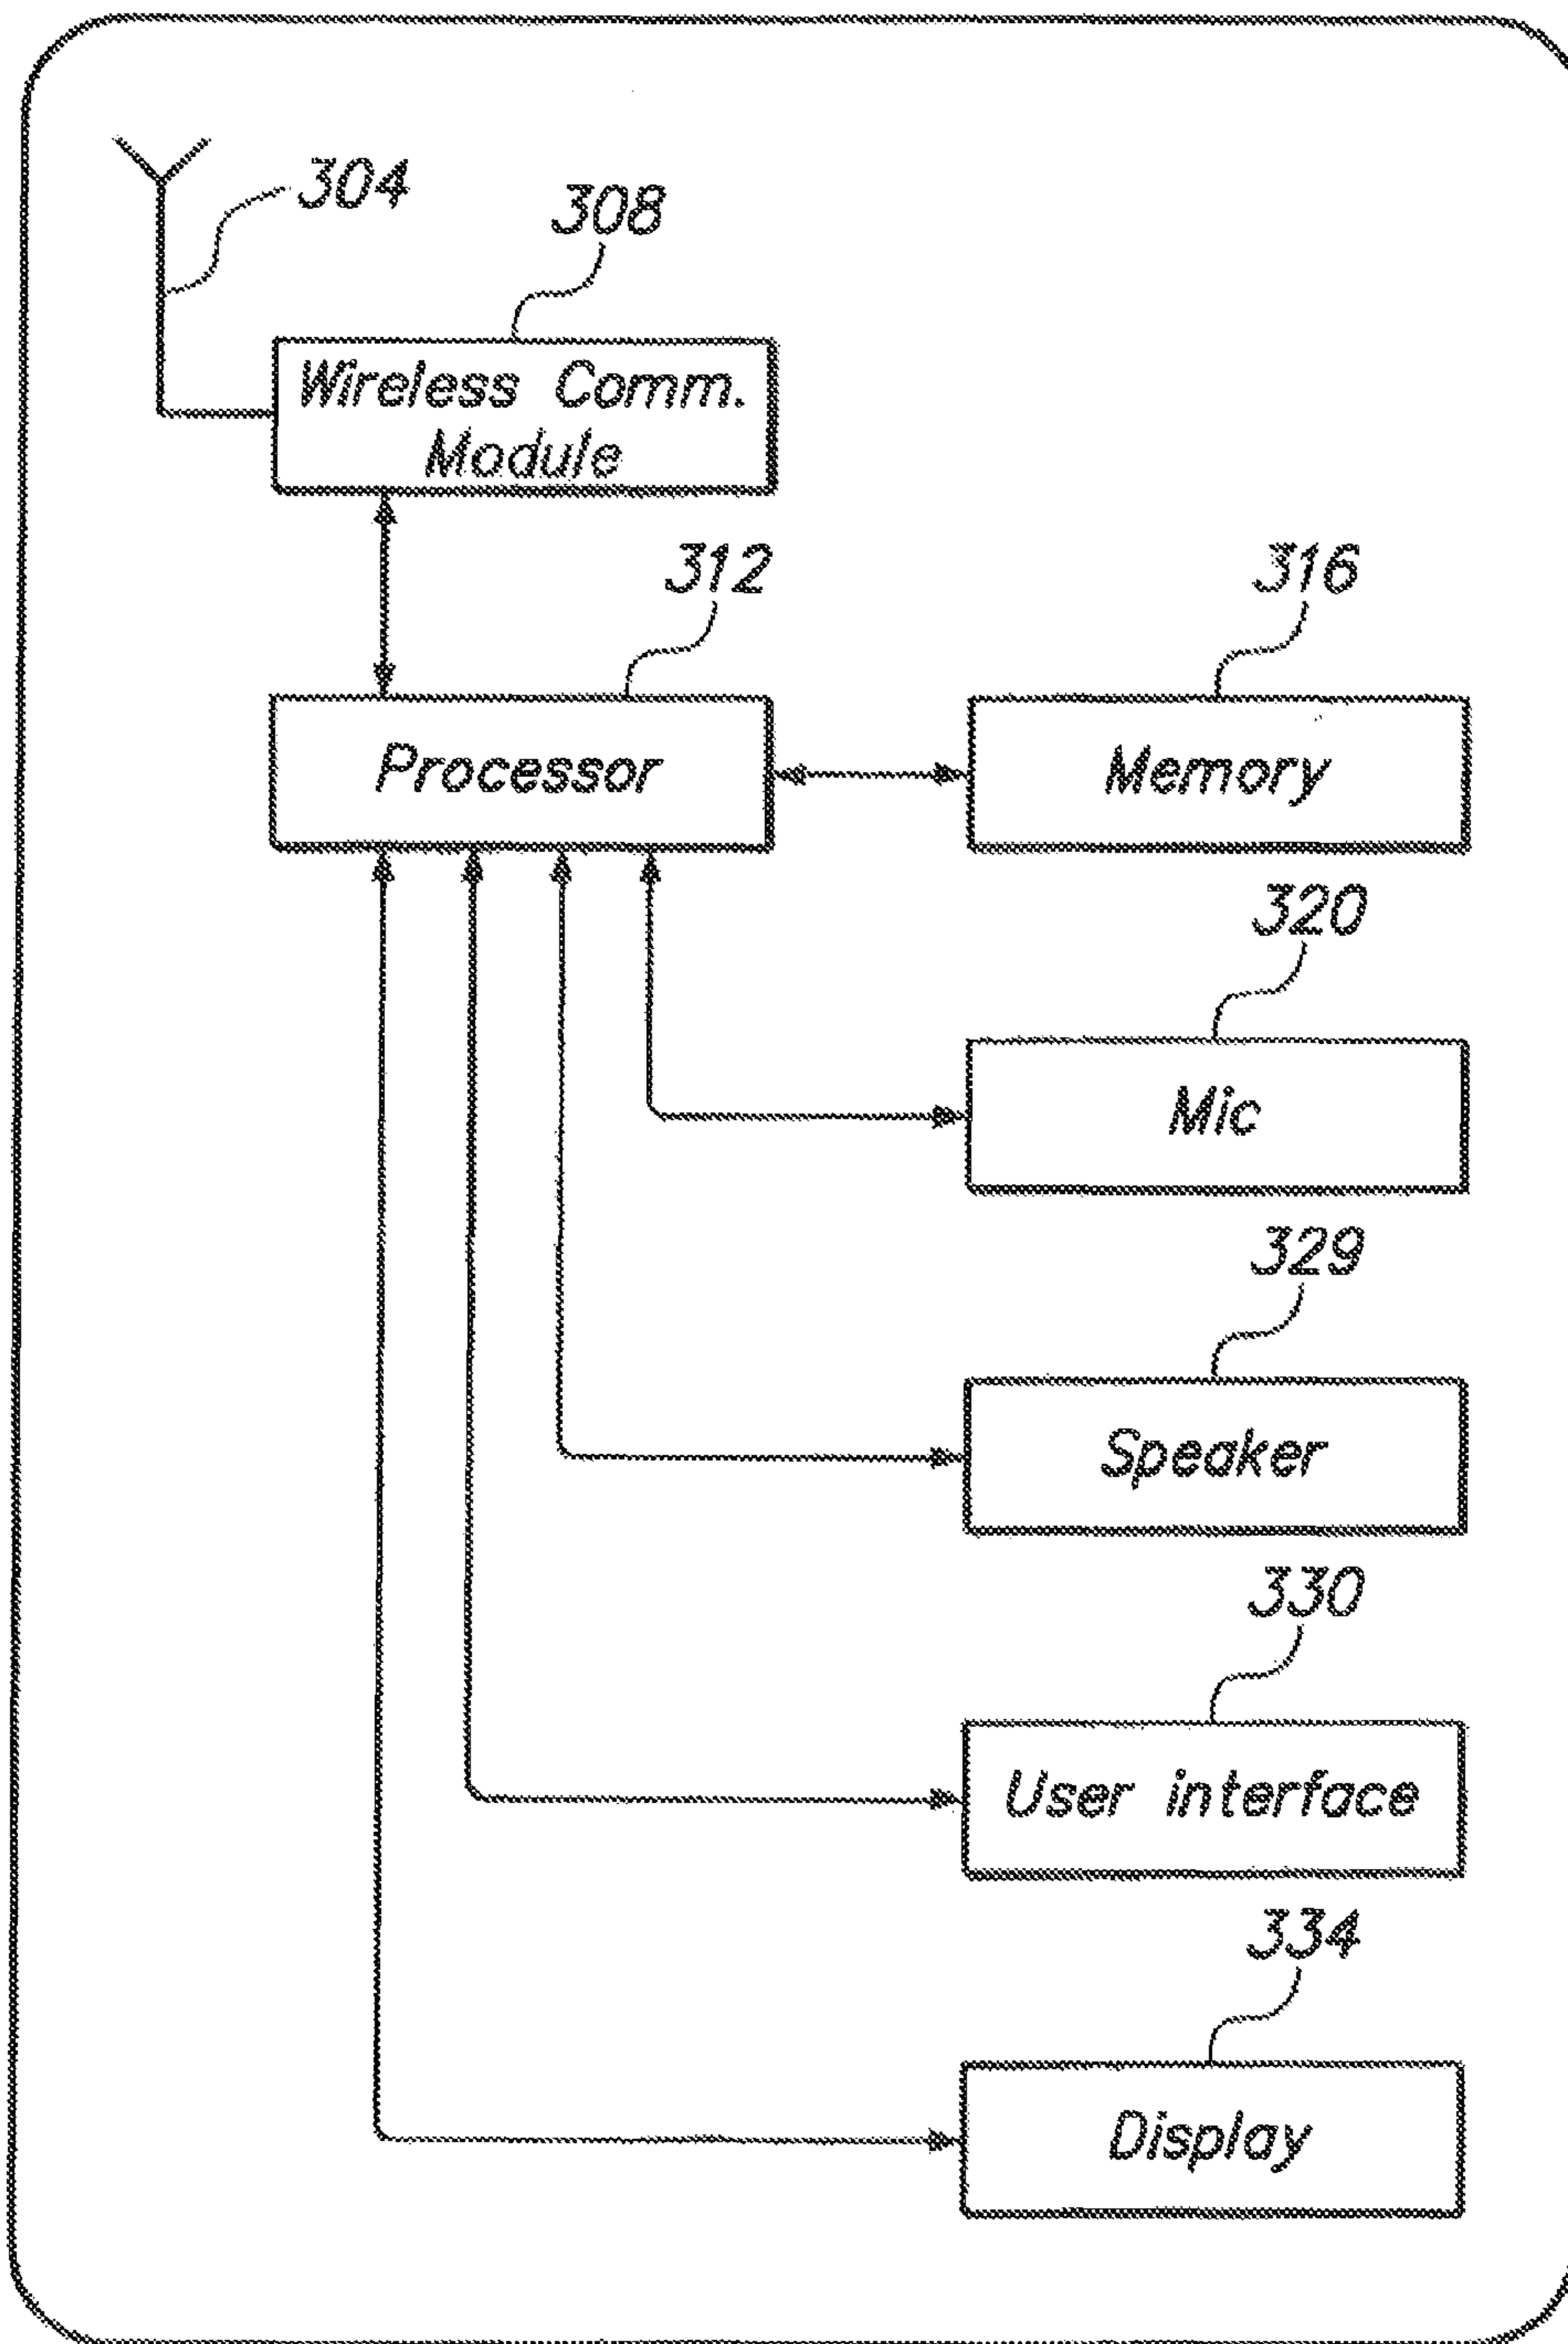 304
308
Wireless Comm.
Module
312
316
Processor
Memory
320
Mic
329
Speaker
330
User interface
334
Display